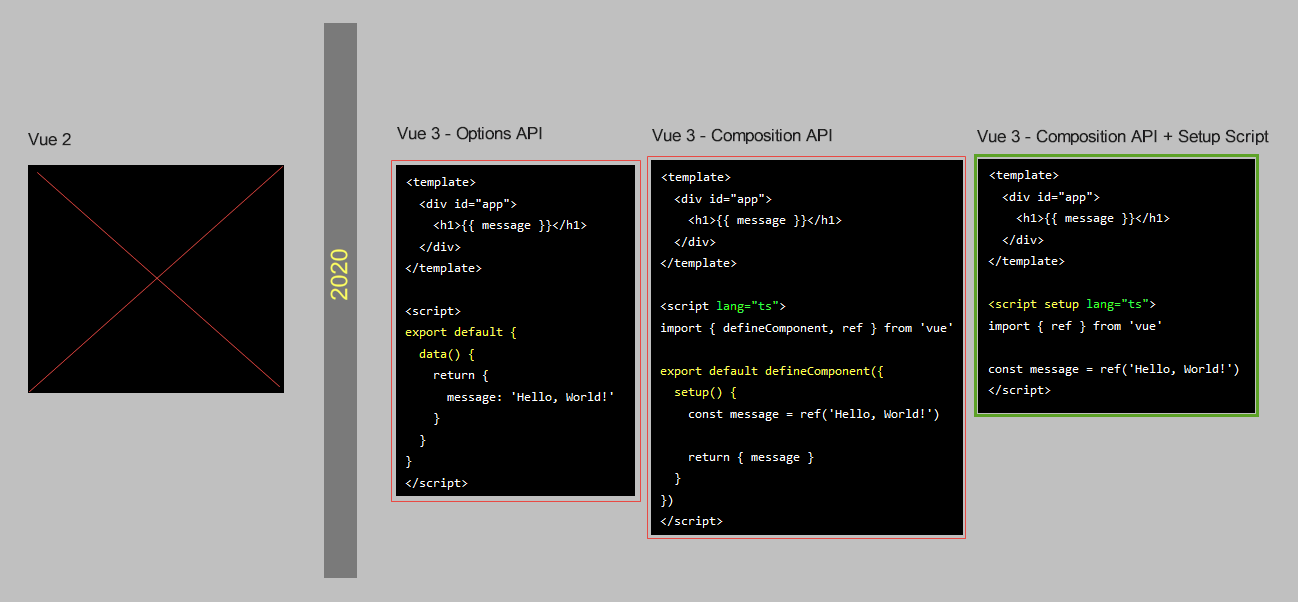 Vue 2
2020
Vue 3 - Options API
<template>
  <div id="app">
    <h1>{{ message }}</h1>
  </div>
</template>

<script>
export default {
  data() {
    return {
      message: 'Hello, World!'
    }
  }
}
</script>
Vue 3 - Composition API
<template>
  <div id="app">
    <h1>{{ message }}</h1>
  </div>
</template>

<script lang="ts">
import { defineComponent, ref } from 'vue'

export default defineComponent({
  setup() {
    const message = ref('Hello, World!')

    return { message }
  }
})
</script>
Vue 3 - Composition API + Setup Script
<template>
  <div id="app">
    <h1>{{ message }}</h1>
  </div>
</template>

<script setup lang="ts">
import { ref } from 'vue'

const message = ref('Hello, World!')
</script>